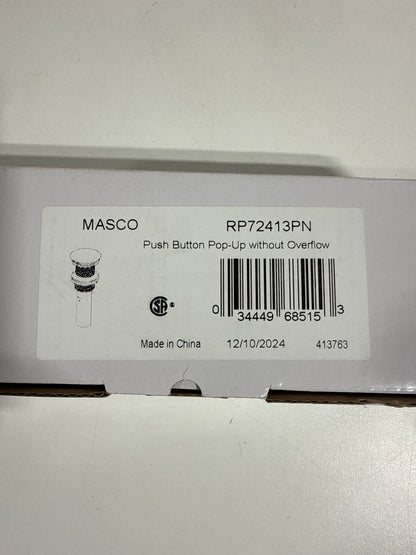 MASCO RP72413PN
Push Button Pop-Up without Overflow
SA ®
0 34449 68515 3
Made in China 12/10/2024 413763